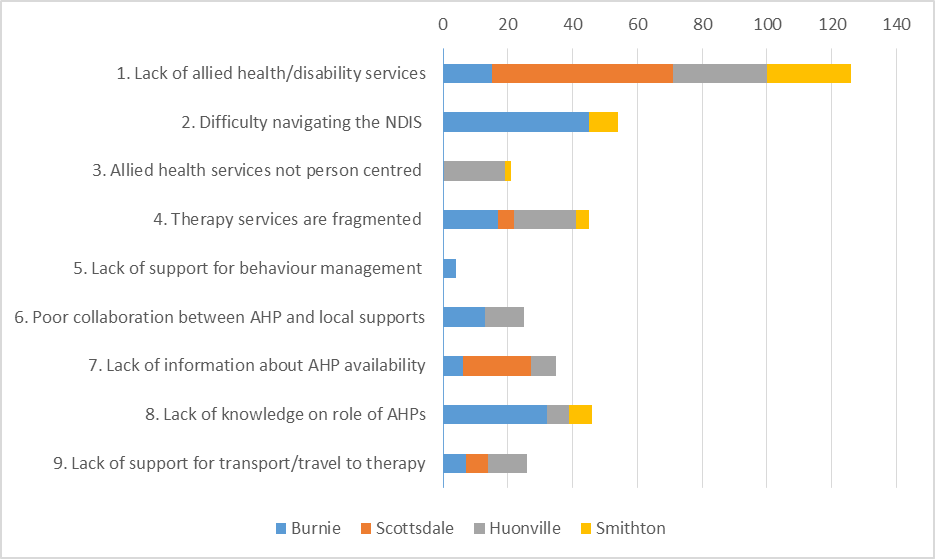 0 20 40 60 80 100 120 140
1. Lack of allied health/disability services
2. Difficulty navigating the NDIS
3. Allied health services not person centred
4. Therapy services are fragmented
5. Lack of support for behaviour management
6. Poor collaboration between AHP and local supports
7. Lack of information about AHP availability
8. Lack of knowledge on role of AHPs
9. Lack of support for transport/travel to therapy
Burnie Scottsdale Huonville Smithton